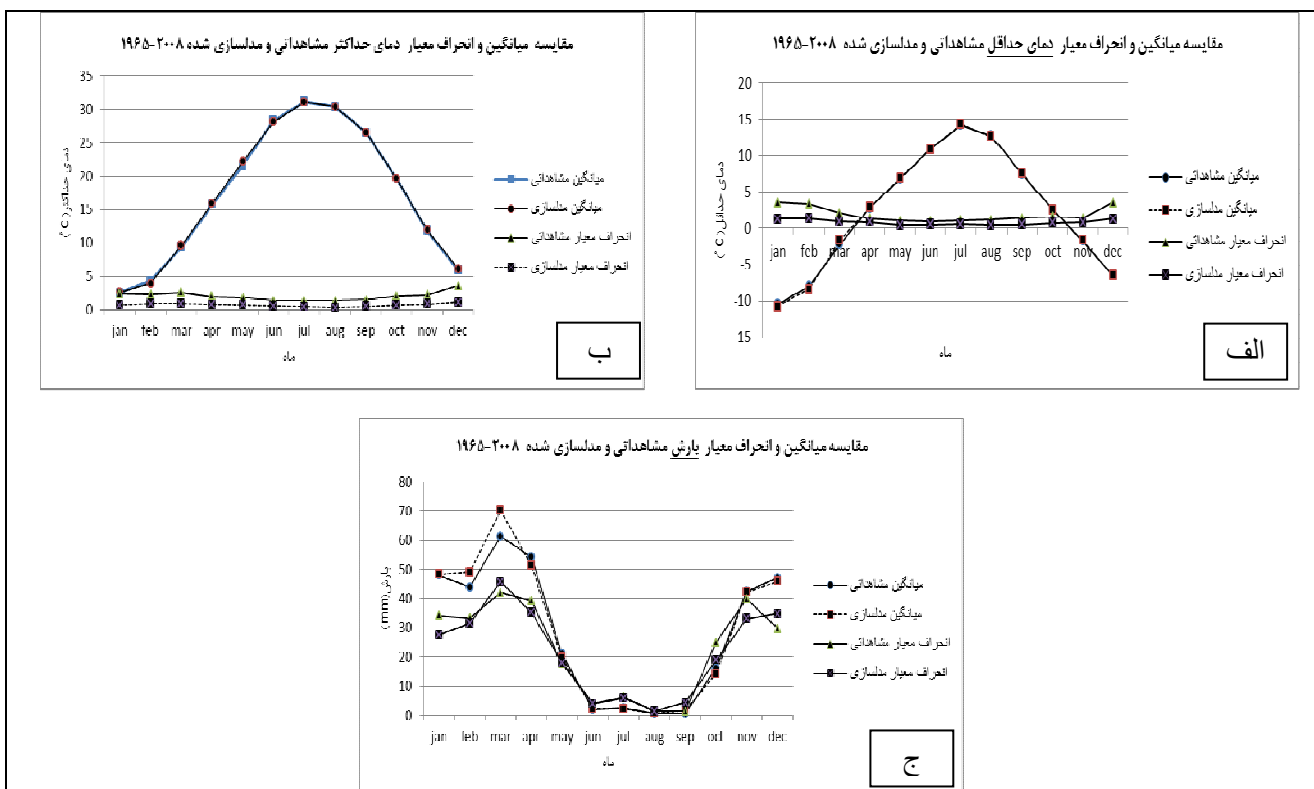 مقایسه میانگین و انحراف معیار دمای حداقل مشاهداتی و مدلسازی شده ۲۰۰۸-۱۹۶۵
20
15
10
5
0
-5
-10
15
دمای حداقل (°C)
jan feb mar apr may jun jul aug sep oct nov dec
ماه
میانگین مشاهداتی
میانگین مدلسازی
انحراف معیار مشاهداتی
انحراف معیار مدلسازی
الف
مقایسه میانگین و انحراف معیار دمای حداکثر مشاهداتی و مدلسازی شده ۲۰۰۸-۱۹۶۵
35
30
25
20
15
10
5
0
دمای حداکثر (°C)
jan feb mar apr may jun jul aug sep oct nov dec
ماه
میانگین مشاهداتی
میانگین مدلسازی
انحراف معیار مشاهداتی
انحراف معیار مدلسازی
ب
مقایسه میانگین و انحراف معیار بارش مشاهداتی و مدلسازی شده ۲۰۰۸-۱۹۶۵
80
70
60
50
40
30
20
10
0
بارش (mm)
jan feb mar apr may jun jul aug sep oct nov dec
ماه
میانگین مشاهداتی
میانگین مدلسازی
انحراف معیار مشاهداتی
انحراف معیار مدلسازی
ج